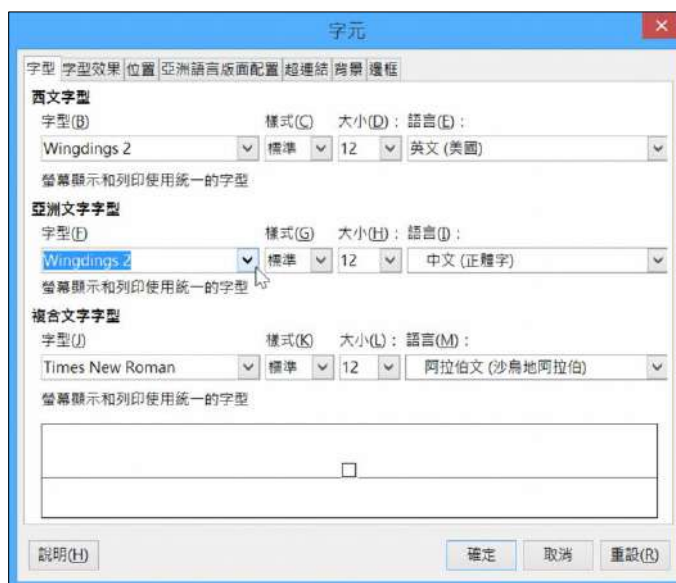 字元
字型 字型效果 位置 亞洲語言版面配置 超連結 背景 邊框
西文字型
字型(B) 樣式(C) 大小(D)： 語言(E)：
Wingdings 2 標準 12 英文 (美國)
螢幕顯示和列印使用統一的字型
亞洲文字字型
字型(F) 樣式(G) 大小(H)： 語言(I)：
Wingdings 2 標準 12 中文 (正體字)
螢幕顯示和列印使用統一的字型
複合文字字型
字型(J) 樣式(K) 大小(L)： 語言(M)：
Times New Roman 標準 12 阿拉伯文 (沙烏地阿拉伯)
螢幕顯示和列印使用統一的字型
說明(H) 確定 取消 重設(R)